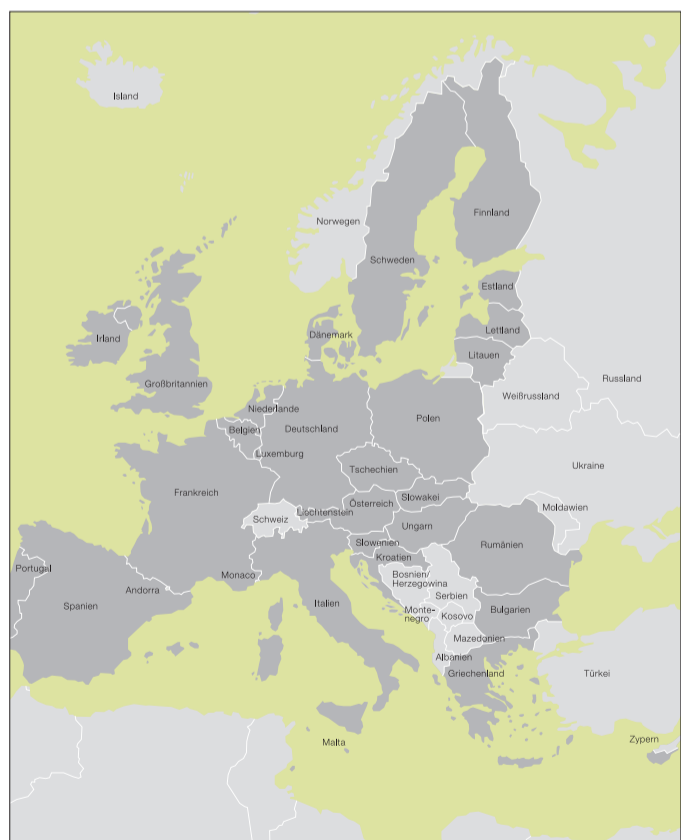 Island
Norwegen
Finnland
Schweden
Estland
Dänemark
Lettland
Irland
Litauen
Russland
Großbritannien
Weißrussland
Niederlande
Polen
Belgien
Deutschland
Luxemburg
Ukraine
Tschechien
Frankreich
Slowakei
Österreich
Moldawien
Liechtenstein
Schweiz
Ungarn
Slowenien
Rumänien
Kroatien
Portugal
Bosnien/
Herzegowina
Monaco
Andorra
Serbien
Spanien
Italien
Monte-
negro
Kosovo
Bulgarien
Mazedonien
Albanien
Griechenland
Türkei
Malta
Zypern